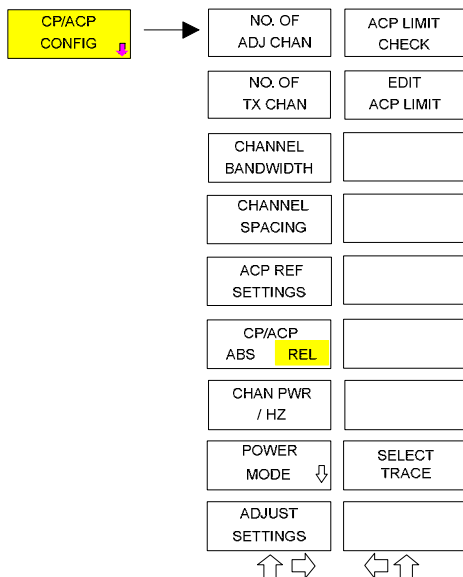 CP/ACP
CONFIG
NO. OF
ADJ CHAN
NO. OF
TX CHAN
CHANNEL
BANDWIDTH
CHANNEL
SPACING
ACP REF
SETTINGS
CP/ACP
ABS REL
CHAN PWR
/ HZ
POWER
MODE
ADJUST
SETTINGS
ACP LIMIT
CHECK
EDIT
ACP LIMIT
SELECT
TRACE